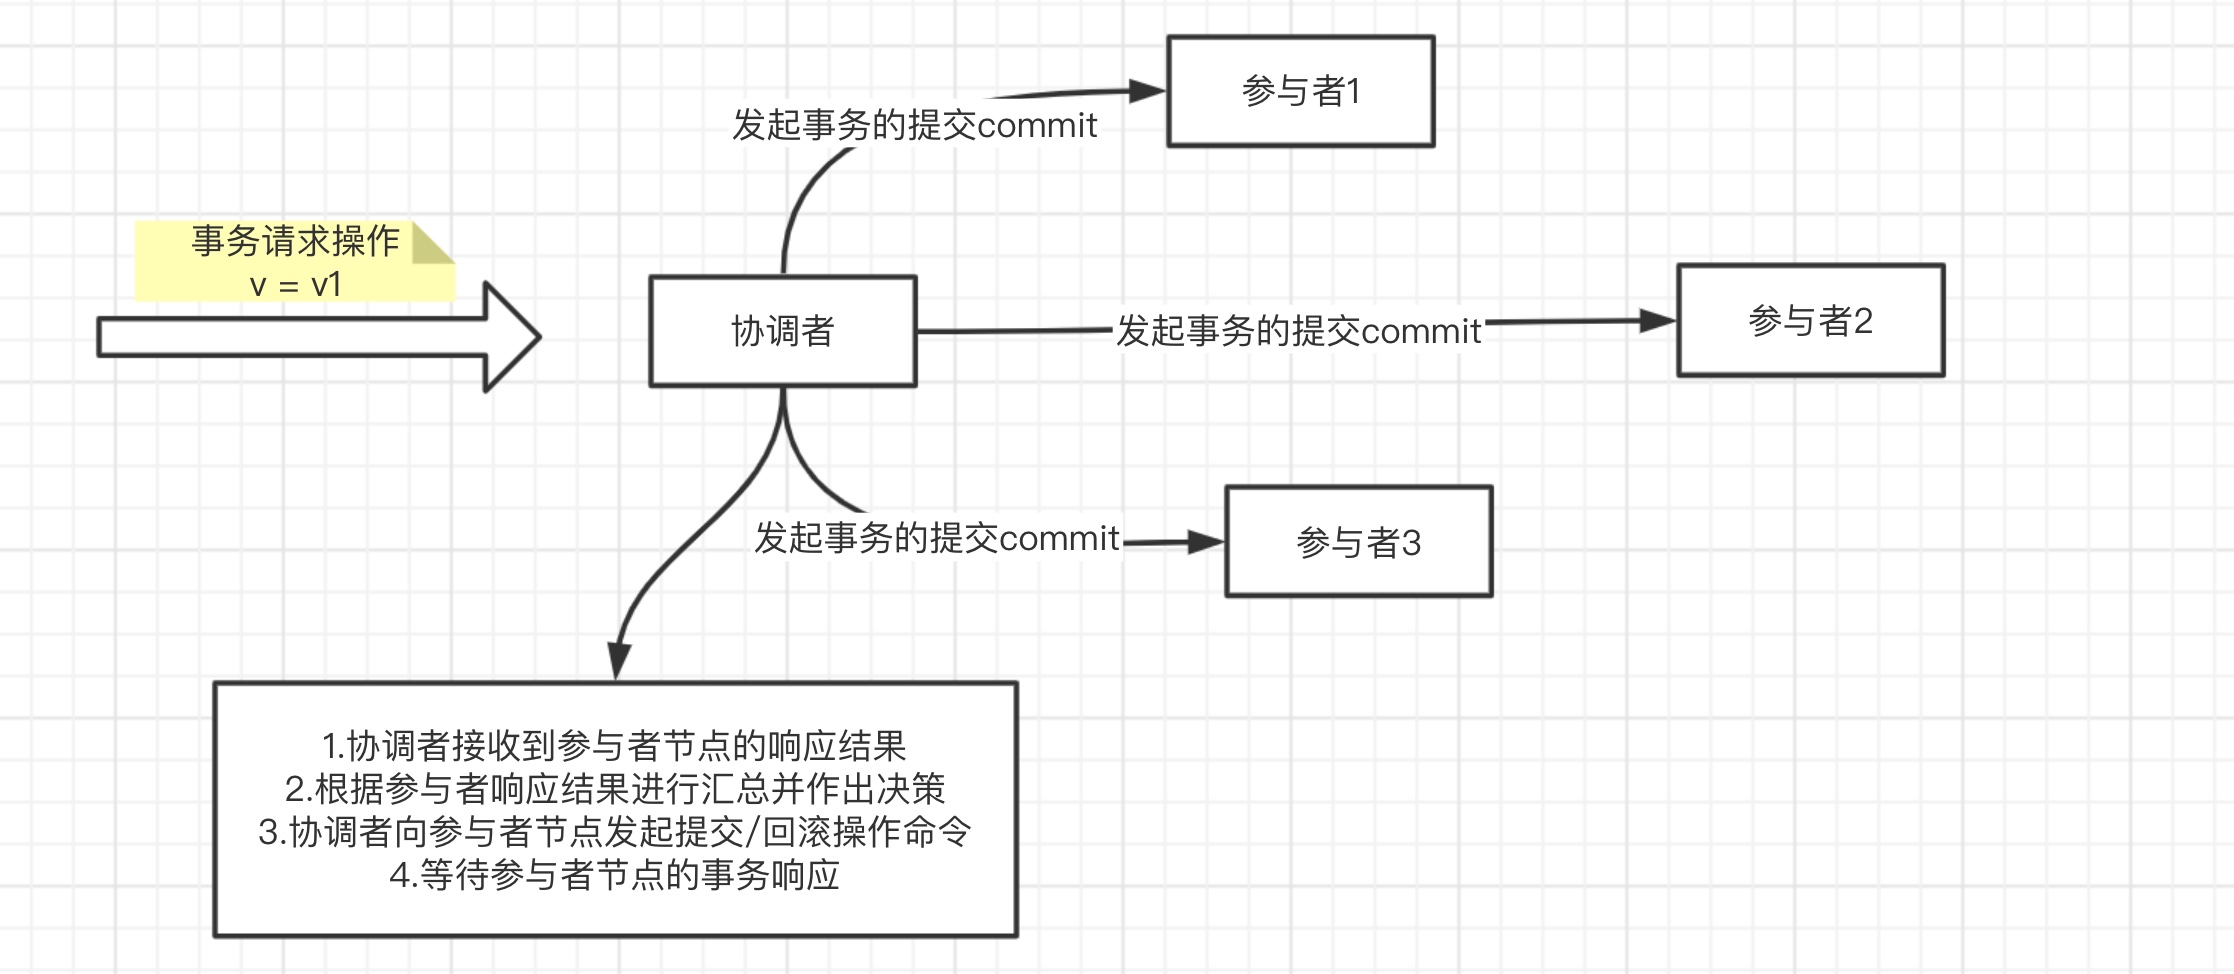 参与者1
发起事务的提交commit
事务请求操作
v = v1
协调者
发起事务的提交commit
参与者2
发起事务的提交commit
参与者3
1.协调者接收到参与者节点的响应结果
2.根据参与者响应结果进行汇总并作出决策
3.协调者向参与者节点发起提交/回滚操作命令
4.等待参与者节点的事务响应